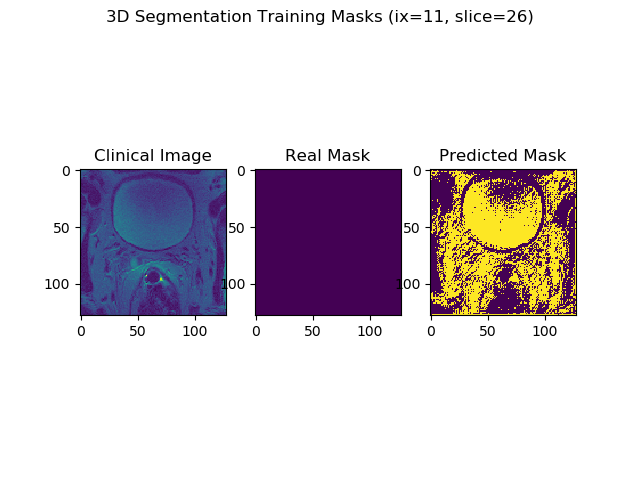 3D Segmentation Training Masks (ix=11, slice=26)
Clinical Image Real Mask Predicted Mask
0 0 0
50 50 50
100 100 100
0 50 100 0 50 100 0 50 100